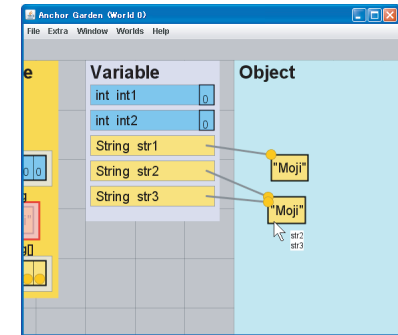 Anchor Garden (World 0)
File Extra Window Worlds Help
e
Variable
Object
int int1
0
int int2
0
String str1
String str2
String str3
0 0
"Moji"
"Moji"
str2
str3
g
"
g[]